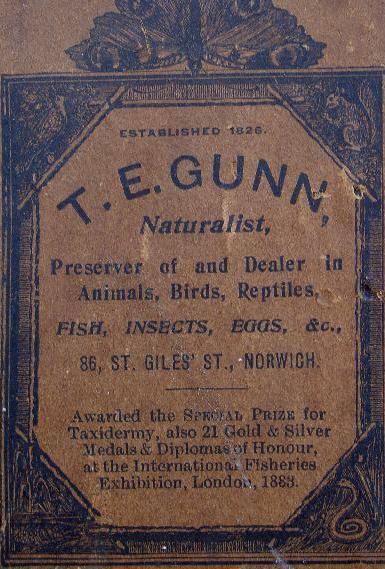 ESTABLISHED 1826.
T. E. GUNN,
Naturalist,
Preserver of and Dealer in
Animals, Birds, Reptiles,
FISH, INSECTS, EGGS, &c.,
86, ST. GILES' ST., NORWICH.
Awarded the SPECIAL PRIZE for
Taxidermy, also 21 Gold & Silver
Medals & Diplomas of Honour,
at the International Fisheries
Exhibition, London, 1883.